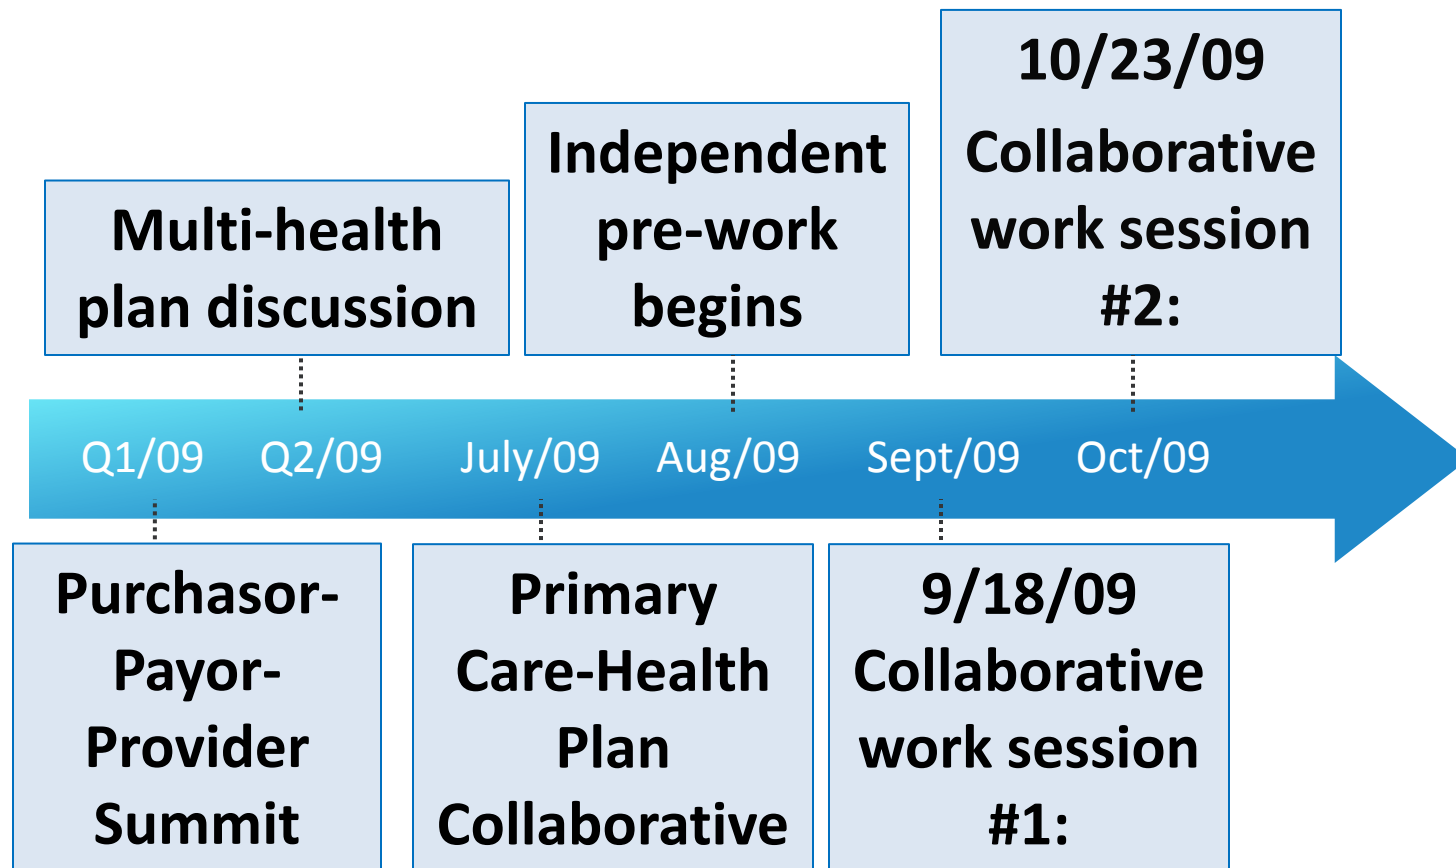 10/23/09
Collaborative
work session
#2:
Independent
pre-work
begins
Multi-health
plan discussion
Q1/09
Q2/09
July/09
Aug/09
Sept/09
Oct/09
Purchasor-
Payor-
Provider
Summit
Primary
Care-Health
Plan
Collaborative
9/18/09
Collaborative
work session
#1: